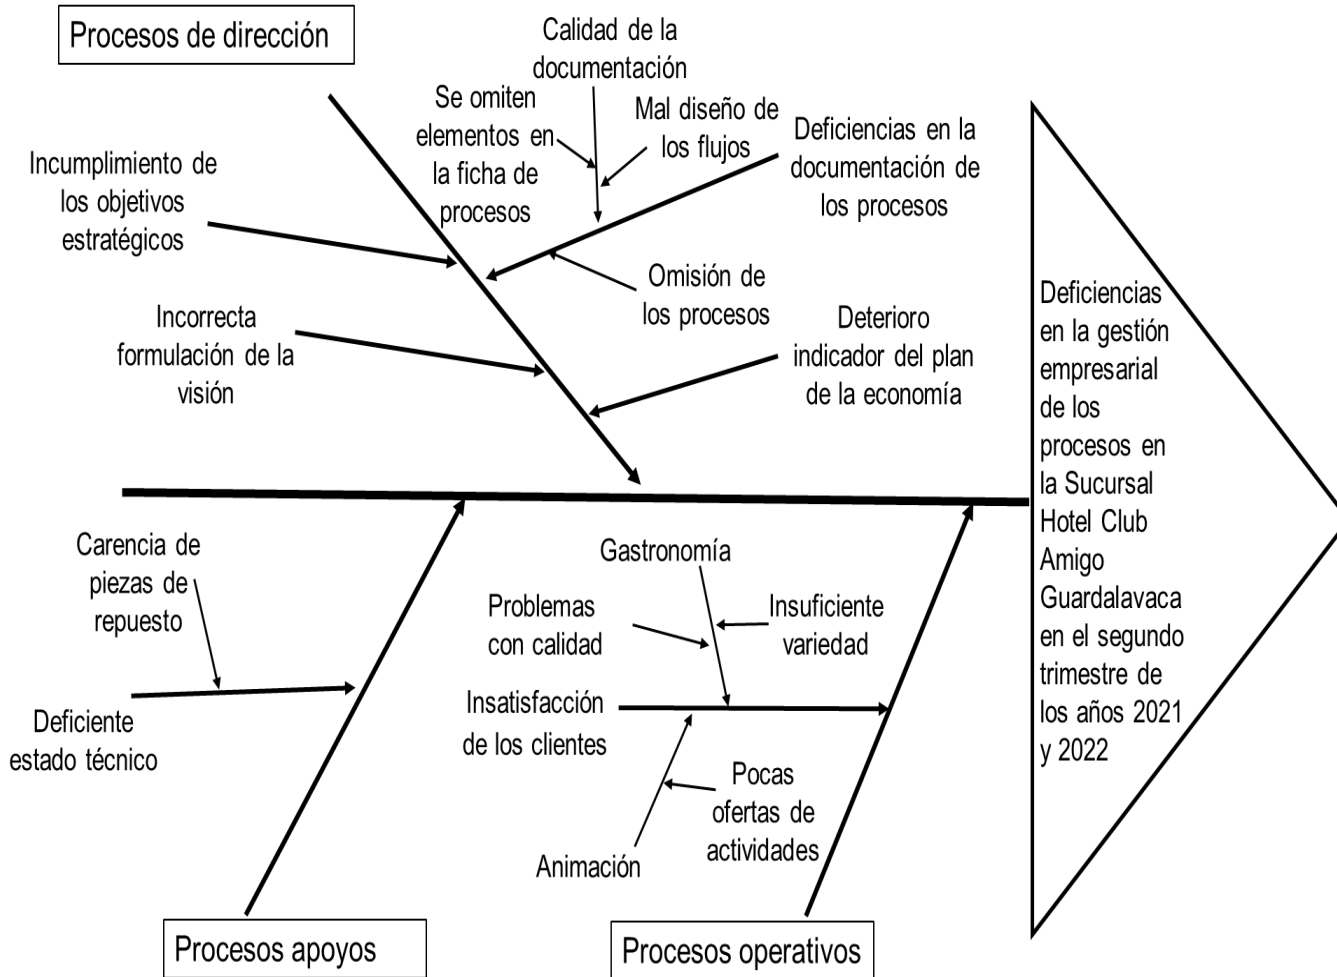 Procesos de dirección
Calidad de la
documentación
Se omiten
elementos en
la ficha de
procesos
Mal diseño de
los flujos
Deficiencias en la
documentación de
los procesos
Incumplimiento de
los objetivos
estratégicos
Omisión de
los procesos
Incorrecta
formulación de la
visión
Deterioro
indicador del plan
de la economía
Deficiencias
en la gestión
empresarial
de los
procesos en
la Sucursal
Hotel Club
Amigo
Guardalavaca
en el segundo
trimestre de
los años 2021
y 2022
Carencia de
piezas de
repuesto
Deficiente
estado técnico
Gastronomía
Problemas
con calidad
Insuficiente
variedad
Insatisfacción
de los clientes
Pocas
ofertas de
actividades
Animación
Procesos apoyos
Procesos operativos